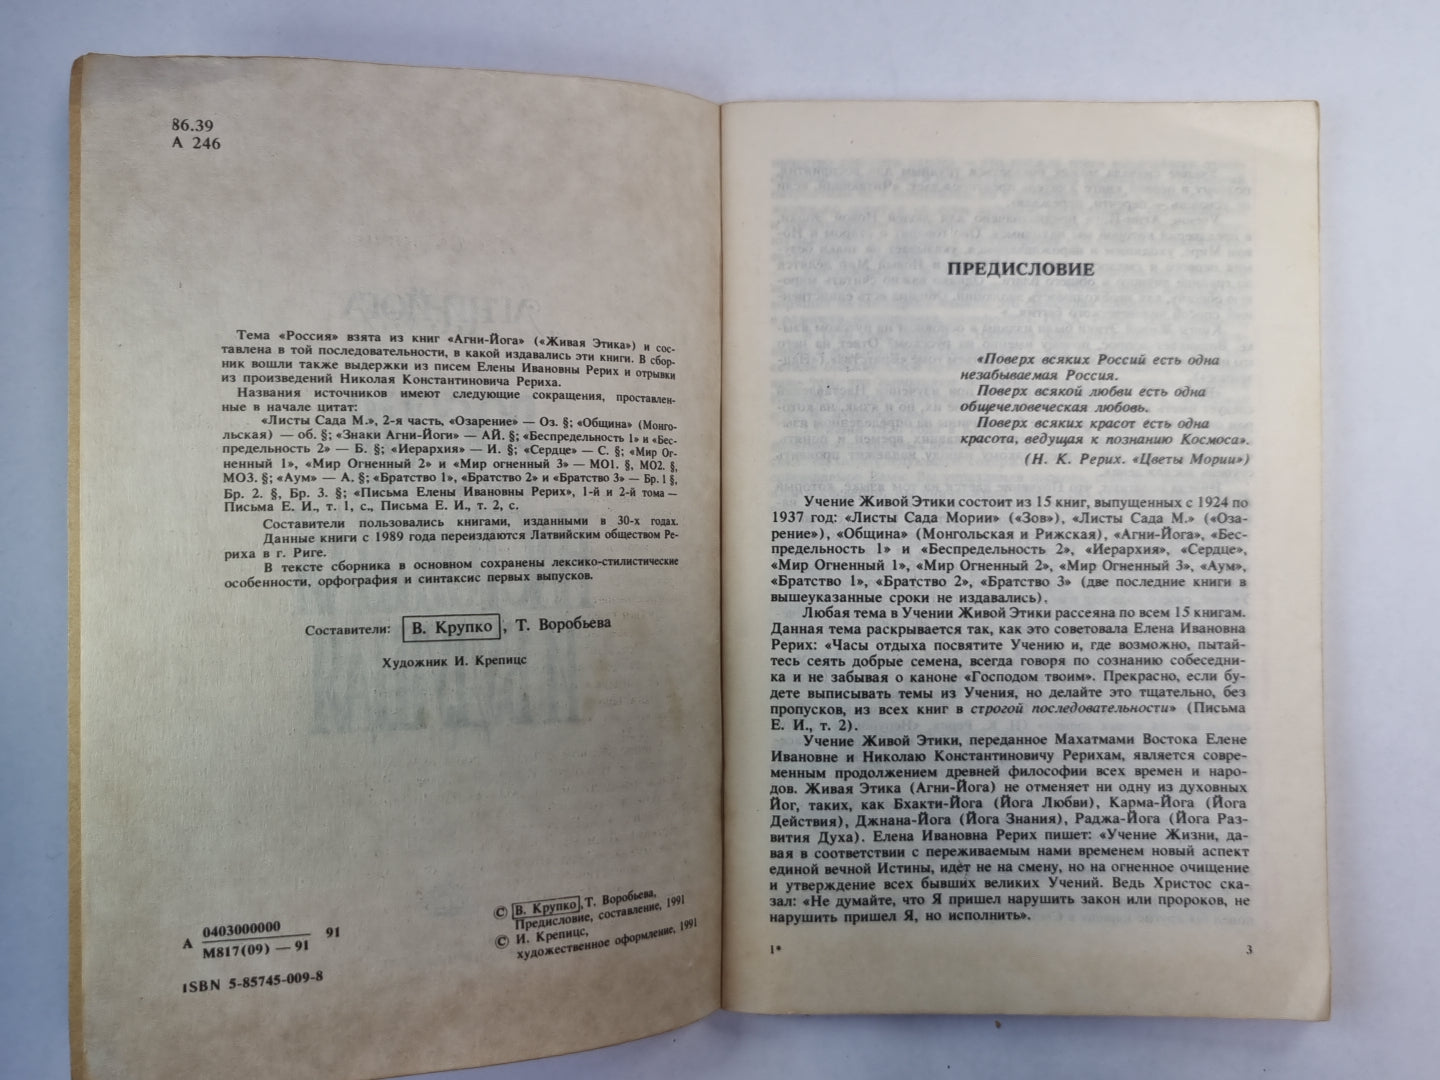 86.39
А 246
Тема «Россия» взята из книг «Агни-Йога» («Живая Этика») и сос-
тавлена в той последовательности, в какой издавались эти книги. В сбор-
ник вошли также выдержки из писем Елены Ивановны Рерих и отрывки
из произведений Николая Константиновича Рериха.
Названия источников имеют следующие сокращения, проставлен-
ные в начале цитат:
«Листы Сада М.», 2-я часть, «Озарение» — Оз. §; «Община» (Монго-
льская) — об. §; «Знаки Агни-Йоги» — АЙ. §; «Беспредельность 1» и «Бес-
предельность 2» — Б. §; «Иерархия» — И. §; «Сердце» — С. §; «Мир Ог-
ненный 1», «Мир Огненный 2» и «Мир огненный 3» — МО1. §, МО2. §,
МО3. §; «Аум» — А. §; «Братство 1», «Братство 2» и «Братство 3» — Бр. 1 §,
Бр. 2. §, Бр. 3. §; «Письма Елены Ивановны Рерих», 1-й и 2-й тома —
Письма Е. И., т. 1, с., Письма Е. И., т. 2, с.
Составители пользовались книгами, изданными в 30-х годах.
Данные книги с 1989 года переиздаются Латвийским обществом Ре-
риха в г. Риге.
В тексте сборника в основном сохранены лексико-стилистические
особенности, орфография и синтаксис первых выпусков.
Составители: В. Крупко, Т. Воробьева
Художник И. Крепицс
А 0403000000 91
М817(09) — 91
ISBN 5-85745-009-8
© В. Крупко, Т. Воробьева,
Предисловие, составление, 1991
© И. Крепицс,
художественное оформление, 1991
ПРЕДИСЛОВИЕ
«Поверх всяких Россий есть одна
незабываемая Россия.
Поверх всякой любви есть одна
общечеловеческая любовь.
Поверх всяких красот есть одна
красота, ведущая к познанию Космоса».
(Н. К. Рерих. «Цветы Мории»)
Учение Живой Этики состоит из 15 книг, выпущенных с 1924 по
1937 год: «Листы Сада Мории» («Зов»), «Листы Сада М.» («Оза-
рение»), «Община» (Монгольская и Рижская), «Агни-Йога», «Бес-
предельность 1» и «Беспредельность 2», «Иерархия», «Сердце»,
«Мир Огненный 1», «Мир Огненный 2», «Мир Огненный 3», «Аум»,
«Братство 1», «Братство 2», «Братство 3» (две последние книги в
вышеуказанные сроки не издавались).
Любая тема в Учении Живой Этики рассеяна по всем 15 книгам.
Данная тема раскрывается так, как это советовала Елена Ивановна
Рерих: «Часы отдыха посвятите Учению и, где возможно, пытай-
тесь сеять добрые семена, всегда говоря по сознанию собеседни-
ка и не забывая о каноне «Господом твоим». Прекрасно, если бу-
дете выписывать темы из Учения, но делайте это тщательно, без
пропусков, из всех книг в строгой последовательности» (Письма
Е. И., т. 2).
Учение Живой Этики, переданное Махатмами Востока Елене
Ивановне и Николаю Константиновичу Рерихам, является совре-
менным продолжением древней философии всех времен и наро-
дов. Живая Этика (Агни-Йога) не отменяет ни одну из духовных
Йог, таких, как Бхакти-Йога (Йога Любви), Карма-Йога (Йога
Действия), Джнана-Йога (Йога Знания), Раджа-Йога (Йога Раз-
вития Духа). Елена Ивановна Рерих пишет: «Учение Жизни, да-
вая в соответствии с переживаемым нами временем новый аспект
единой вечной Истины, идёт не на смену, но на огненное очищение
и утверждение всех бывших великих Учений. Ведь Христос ска-
зал: «Не думайте, что Я пришел нарушить закон или пророков, не
нарушить пришел Я, но исполнить».
1*
3